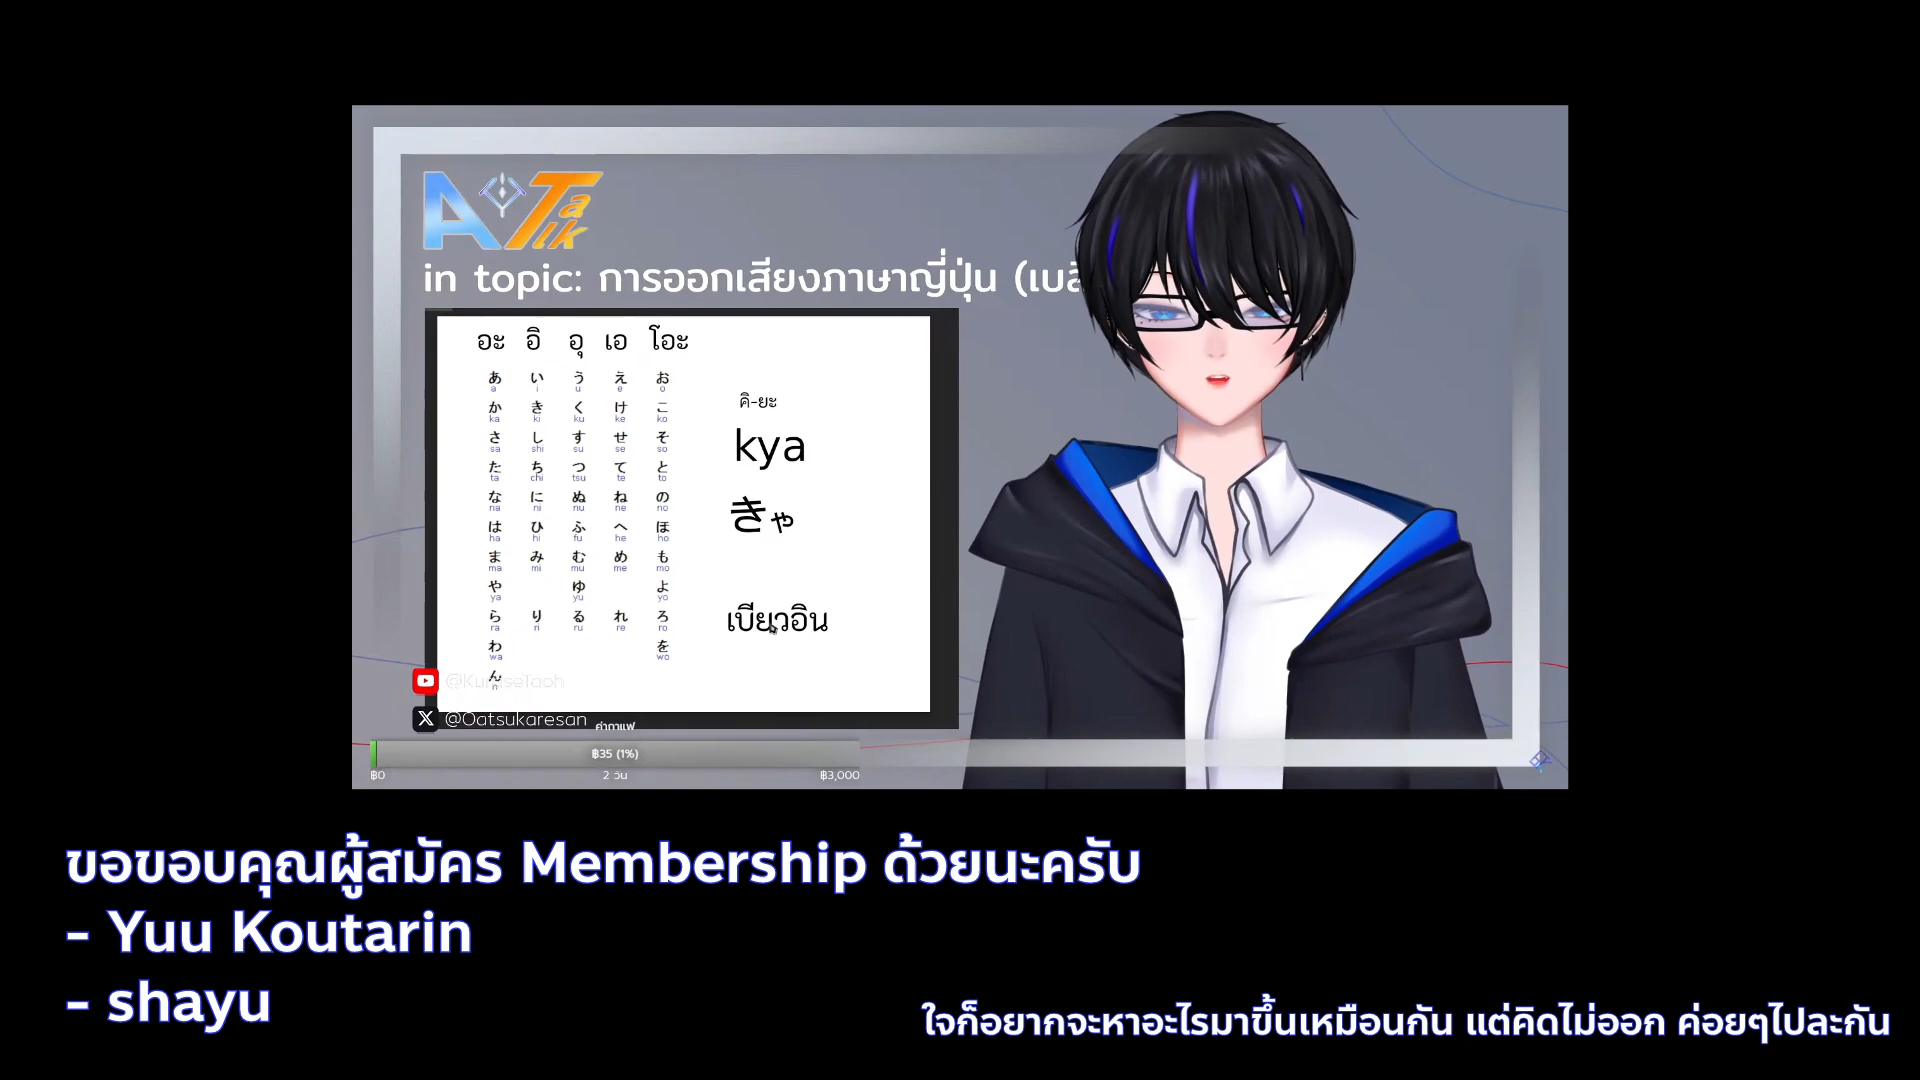 A Talk
in topic: การออกเสียงภาษาญี่ปุ่น (เบสิ
อะ อิ อุ เอ โอะ
あ い う え お
a i u e o
か き く け こ
ka ki ku ke ko
さ し す せ そ
sa shi su se so
た ち つ て と
ta chi tsu te to
な に ぬ ね の
na ni nu ne no
は ひ ふ へ ほ
ha hi fu he ho
ま み む め も
ma mi mu me mo
や ゆ よ
ya yu yo
ら り る れ ろ
ra ri ru re ro
わ を
wa wo
ん
n
คิ-ยะ
kya
きゃ
เบียวอิน
@Oatsukaresan
ค่ากาแฟ
฿35 (1%)
฿0 2 วัน ฿3,000
ขอขอบคุณผู้สมัคร Membership ด้วยนะครับ
- Yuu Koutarin
- shayu
ใจก็อยากจะหาอะไรมาขึ้นเหมือนกัน แต่คิดไม่ออก ค่อยๆไปละกัน